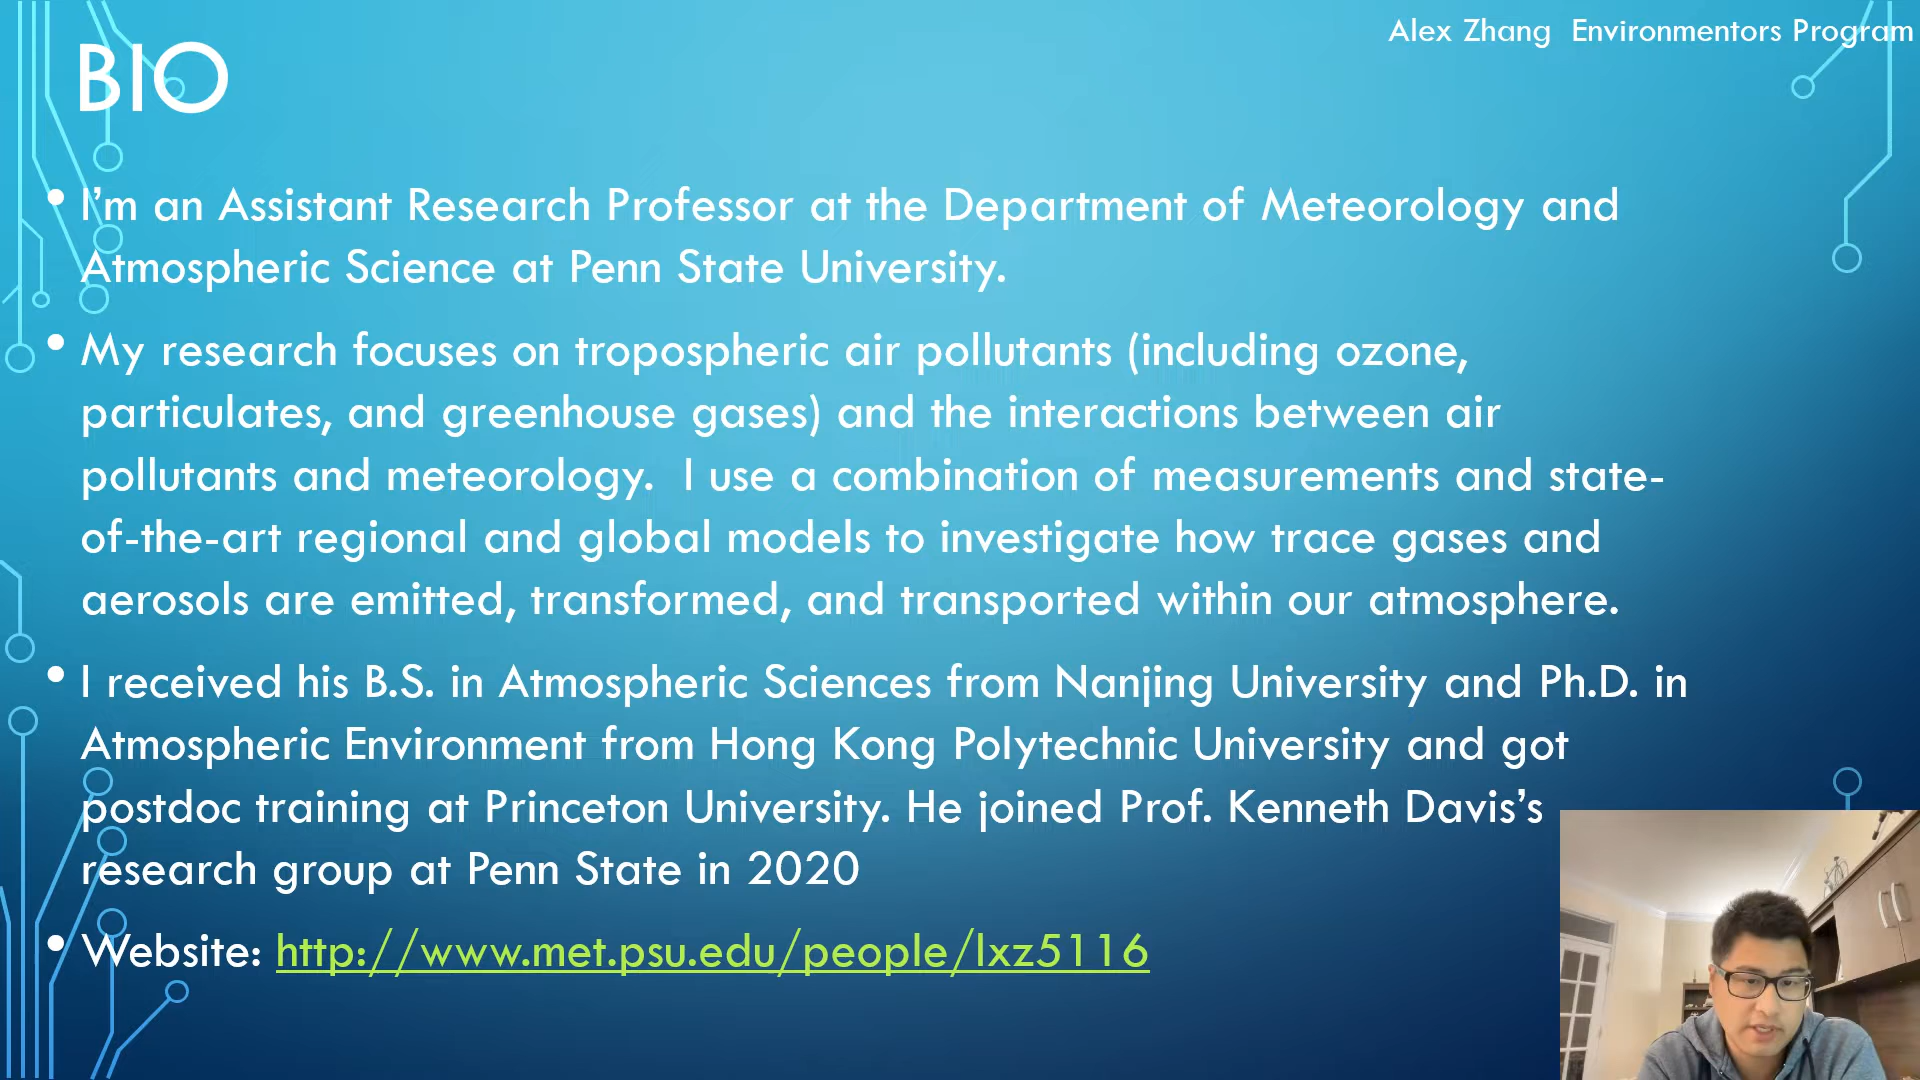 Alex Zhang  Environmentors Program
BIO
• I’m an Assistant Research Professor at the Department of Meteorology and
Atmospheric Science at Penn State University.
• My research focuses on tropospheric air pollutants (including ozone,
particulates, and greenhouse gases) and the interactions between air
pollutants and meteorology.  I use a combination of measurements and state-
of-the-art regional and global models to investigate how trace gases and
aerosols are emitted, transformed, and transported within our atmosphere.
• I received his B.S. in Atmospheric Sciences from Nanjing University and Ph.D. in
Atmospheric Environment from Hong Kong Polytechnic University and got
postdoc training at Princeton University. He joined Prof. Kenneth Davis’s
research group at Penn State in 2020
• Website: http://www.met.psu.edu/people/lxz5116